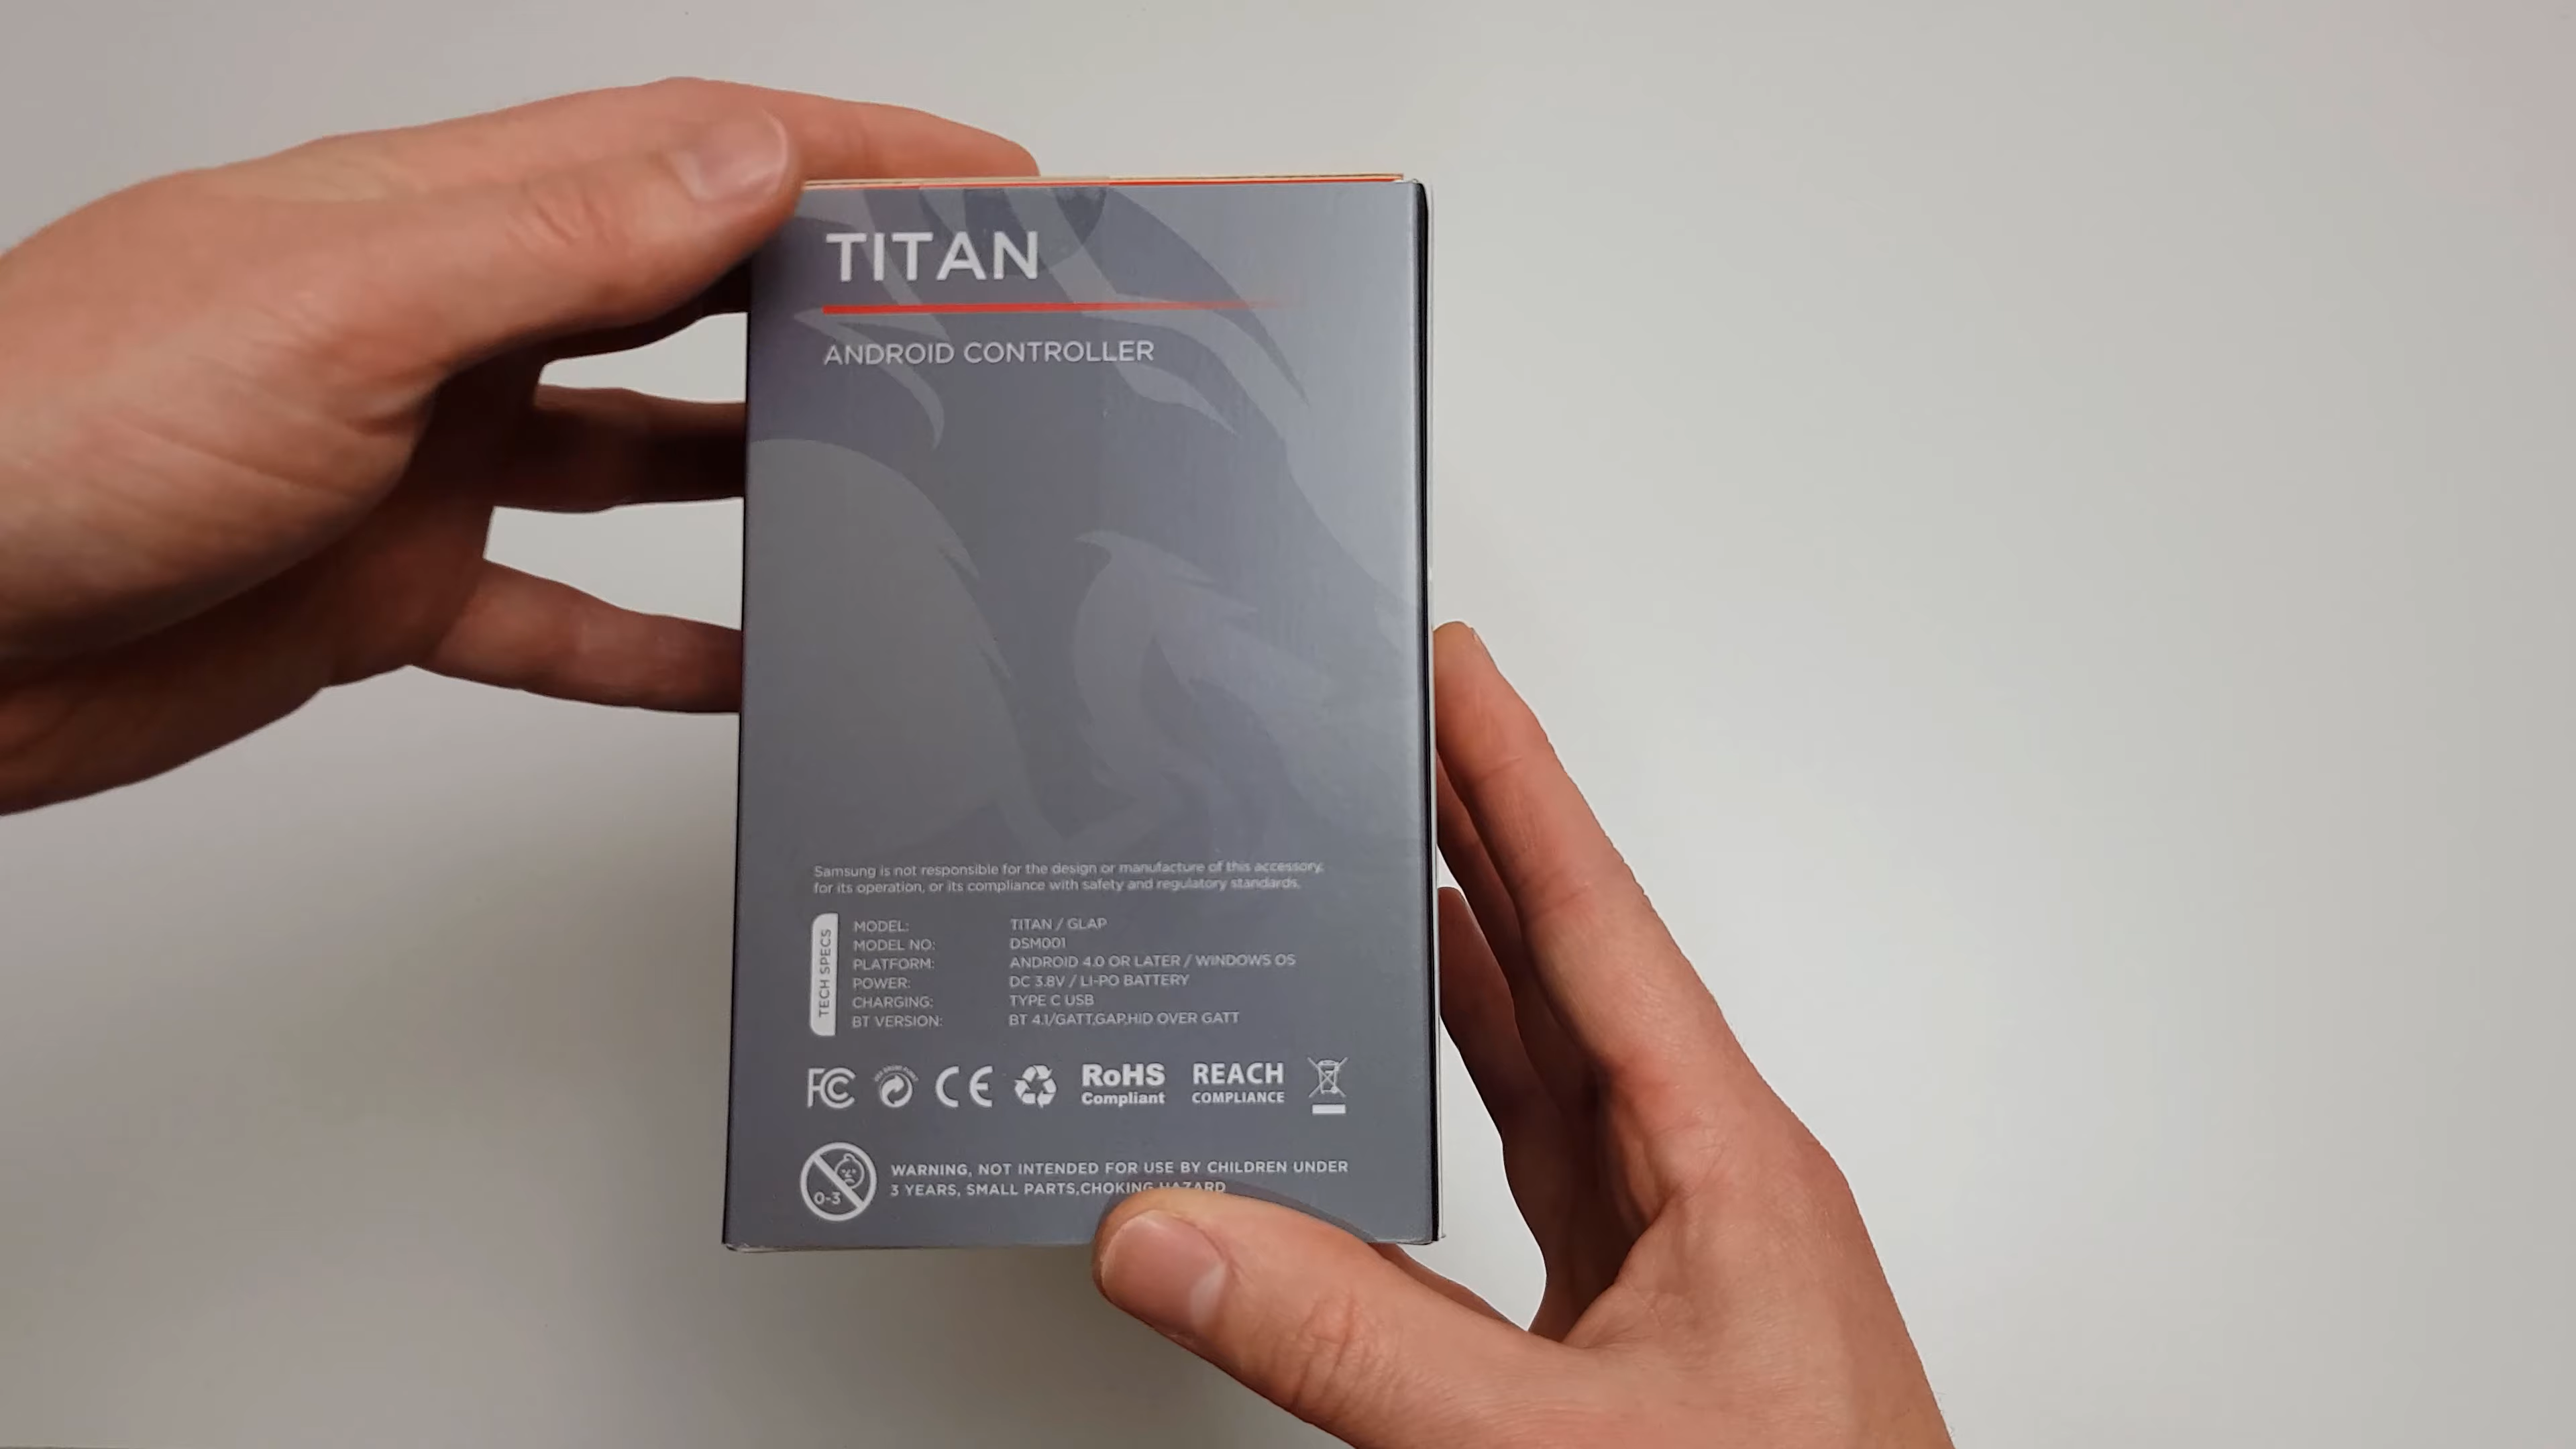 TITAN
ANDROID CONTROLLER
Samsung is not responsible for the design or manufacture of this accessory,
for its operation, or its compliance with safety and regulatory standards.
TECH SPECS
MODEL: TITAN / GLAP
MODEL NO: DSM001
PLATFORM: ANDROID 4.0 OR LATER / WINDOWS OS
POWER: DC 3.8V / LI-PO BATTERY
CHARGING: TYPE C USB
BT VERSION: BT 4.1/GATT,GAP,HID OVER GATT
FC CE RoHS REACH
Compliant COMPLIANCE
0-3
WARNING, NOT INTENDED FOR USE BY CHILDREN UNDER
3 YEARS, SMALL PARTS,CHOKING HAZARD